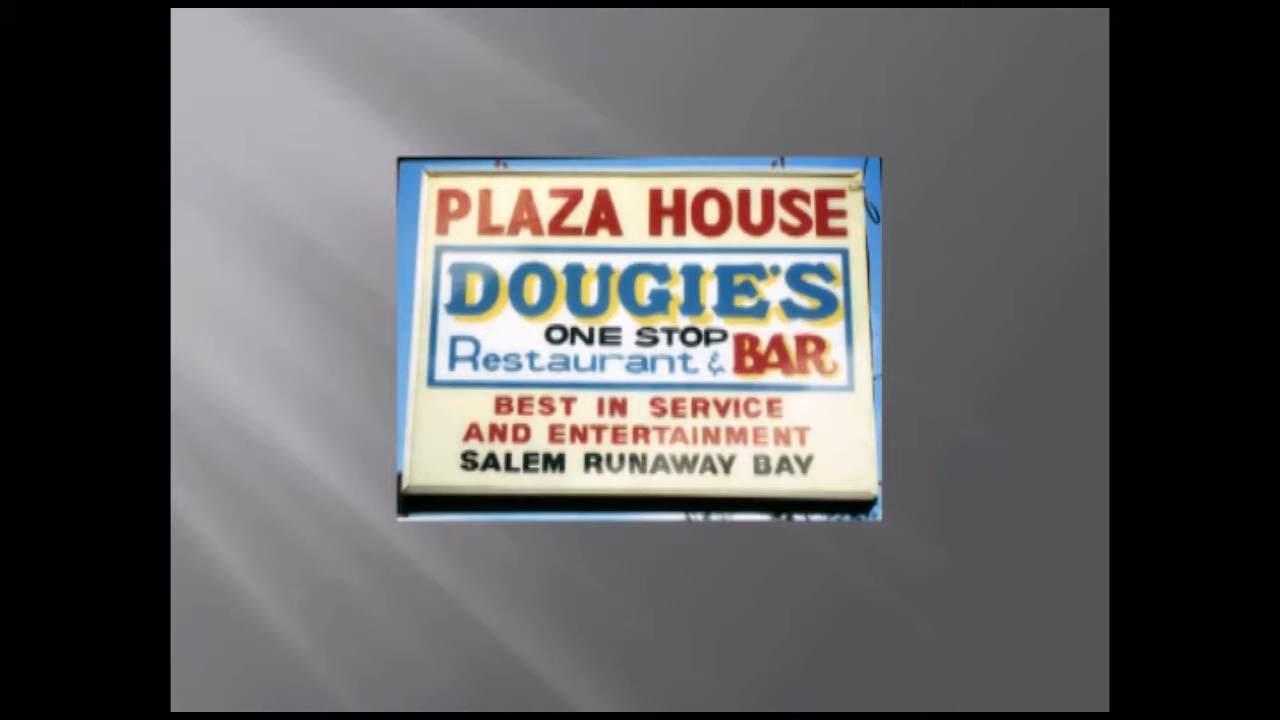 PLAZA HOUSE
DOUGIE'S
ONE STOP
Restaurant & BAR
BEST IN SERVICE
AND ENTERTAINMENT
SALEM RUNAWAY BAY